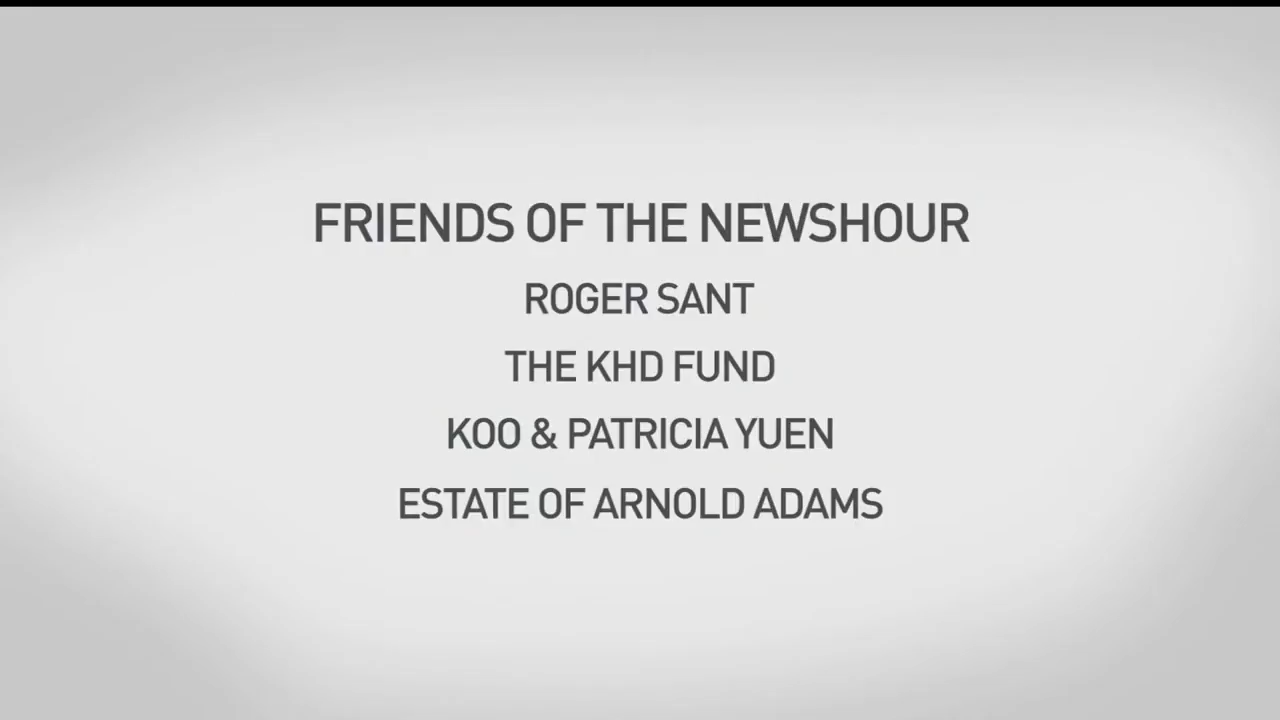 FRIENDS OF THE NEWSHOUR
ROGER SANT
THE KHD FUND
KOO & PATRICIA YUEN
ESTATE OF ARNOLD ADAMS